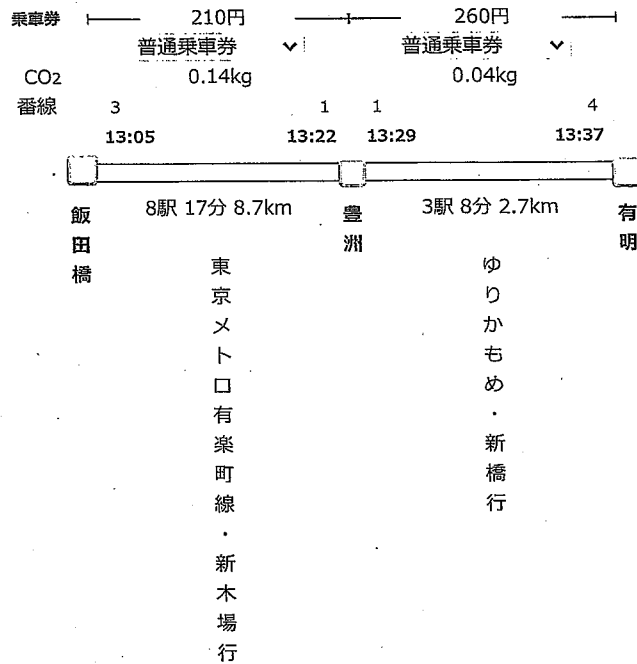 乗車券 210円 260円
普通乗車券 普通乗車券
CO2 0.14kg 0.04kg
番線 3 1 1 4
13:05 13:22 13:29 13:37
8駅 17分 8.7km 3駅 8分 2.7km
飯田橋
豊洲
有明
東京メトロ有楽町線・新木場行
ゆりかもめ・新橋行